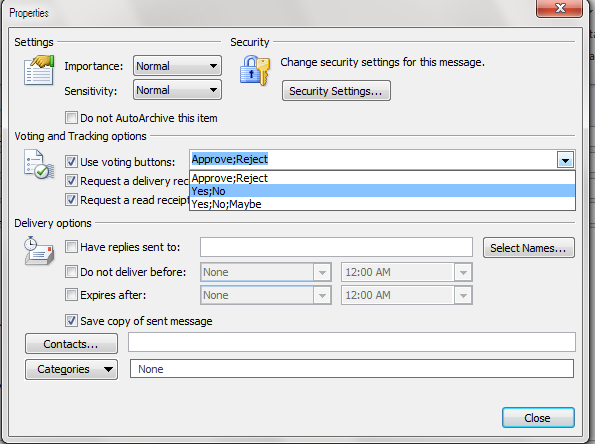 Properties
Settings Security
Importance: Normal Change security settings for this message.
Sensitivity: Normal Security Settings...
Do not AutoArchive this item
Voting and Tracking options
Use voting buttons: Approve;Reject
Request a delivery rec Approve;Reject
Yes;No
Request a read receipt Yes;No;Maybe
Delivery options
Have replies sent to: Select Names...
Do not deliver before: None 12:00 AM
Expires after: None 12:00 AM
Save copy of sent message
Contacts...
Categories None
Close